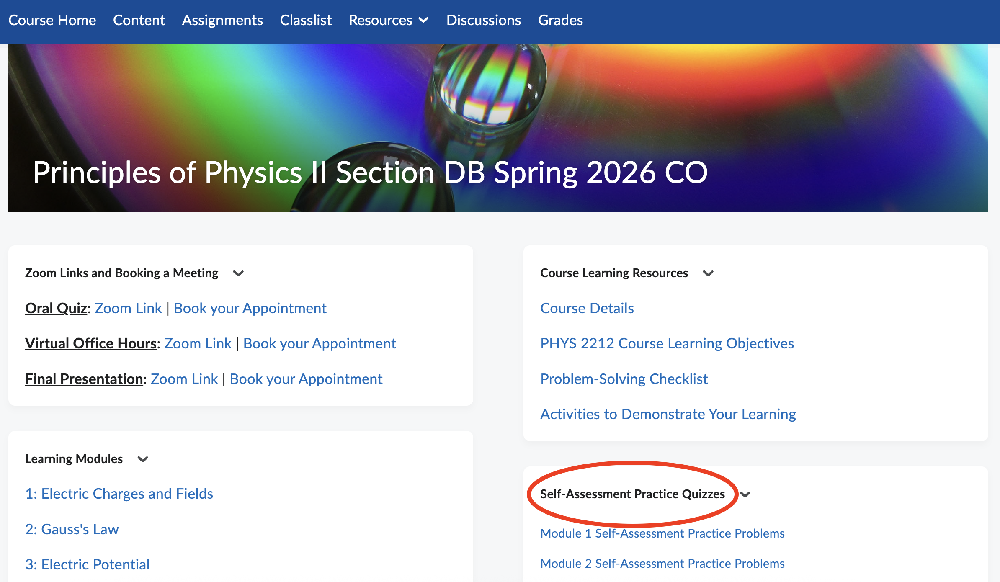 Course Home Content Assignments Classlist Resources Discussions Grades
Principles of Physics II Section DB Spring 2026 CO
Zoom Links and Booking a Meeting
Oral Quiz: Zoom Link | Book your Appointment
Virtual Office Hours: Zoom Link | Book your Appointment
Final Presentation: Zoom Link | Book your Appointment
Learning Modules
1: Electric Charges and Fields
2: Gauss's Law
3: Electric Potential
Course Learning Resources
Course Details
PHYS 2212 Course Learning Objectives
Problem-Solving Checklist
Activities to Demonstrate Your Learning
Self-Assessment Practice Quizzes
Module 1 Self-Assessment Practice Problems
Module 2 Self-Assessment Practice Problems